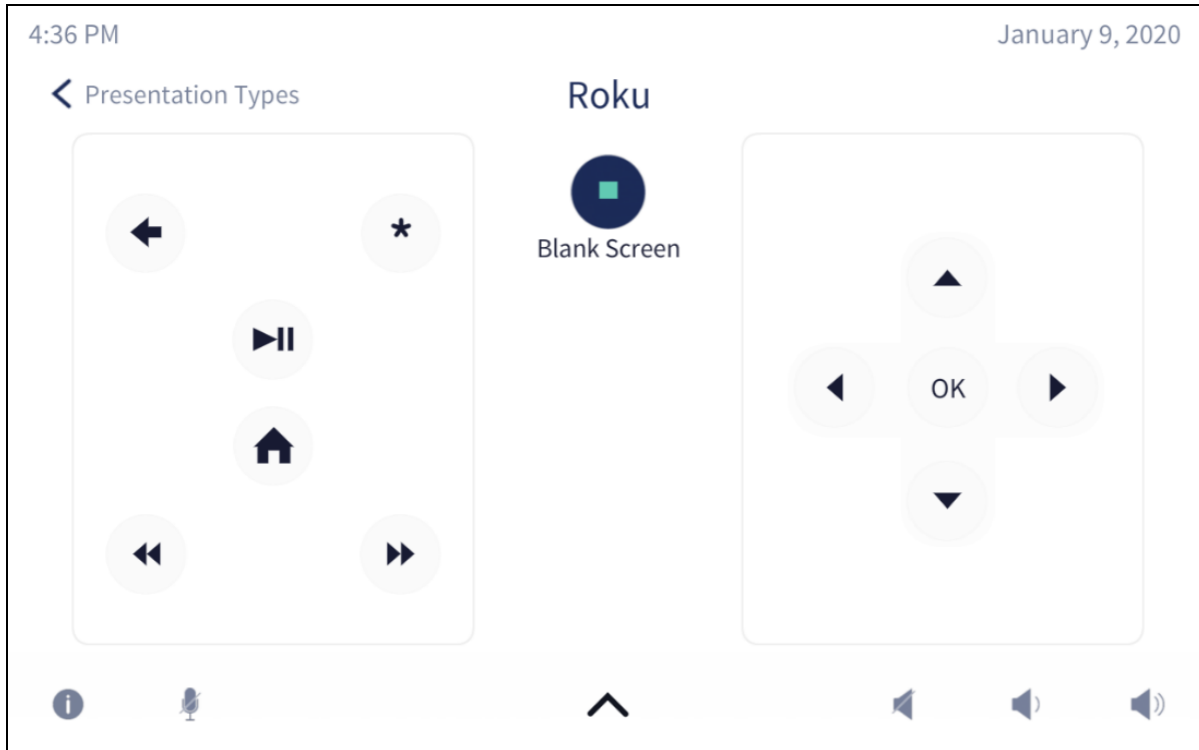 4:36 PM
January 9, 2020
Presentation Types
Roku
*
Blank Screen
OK